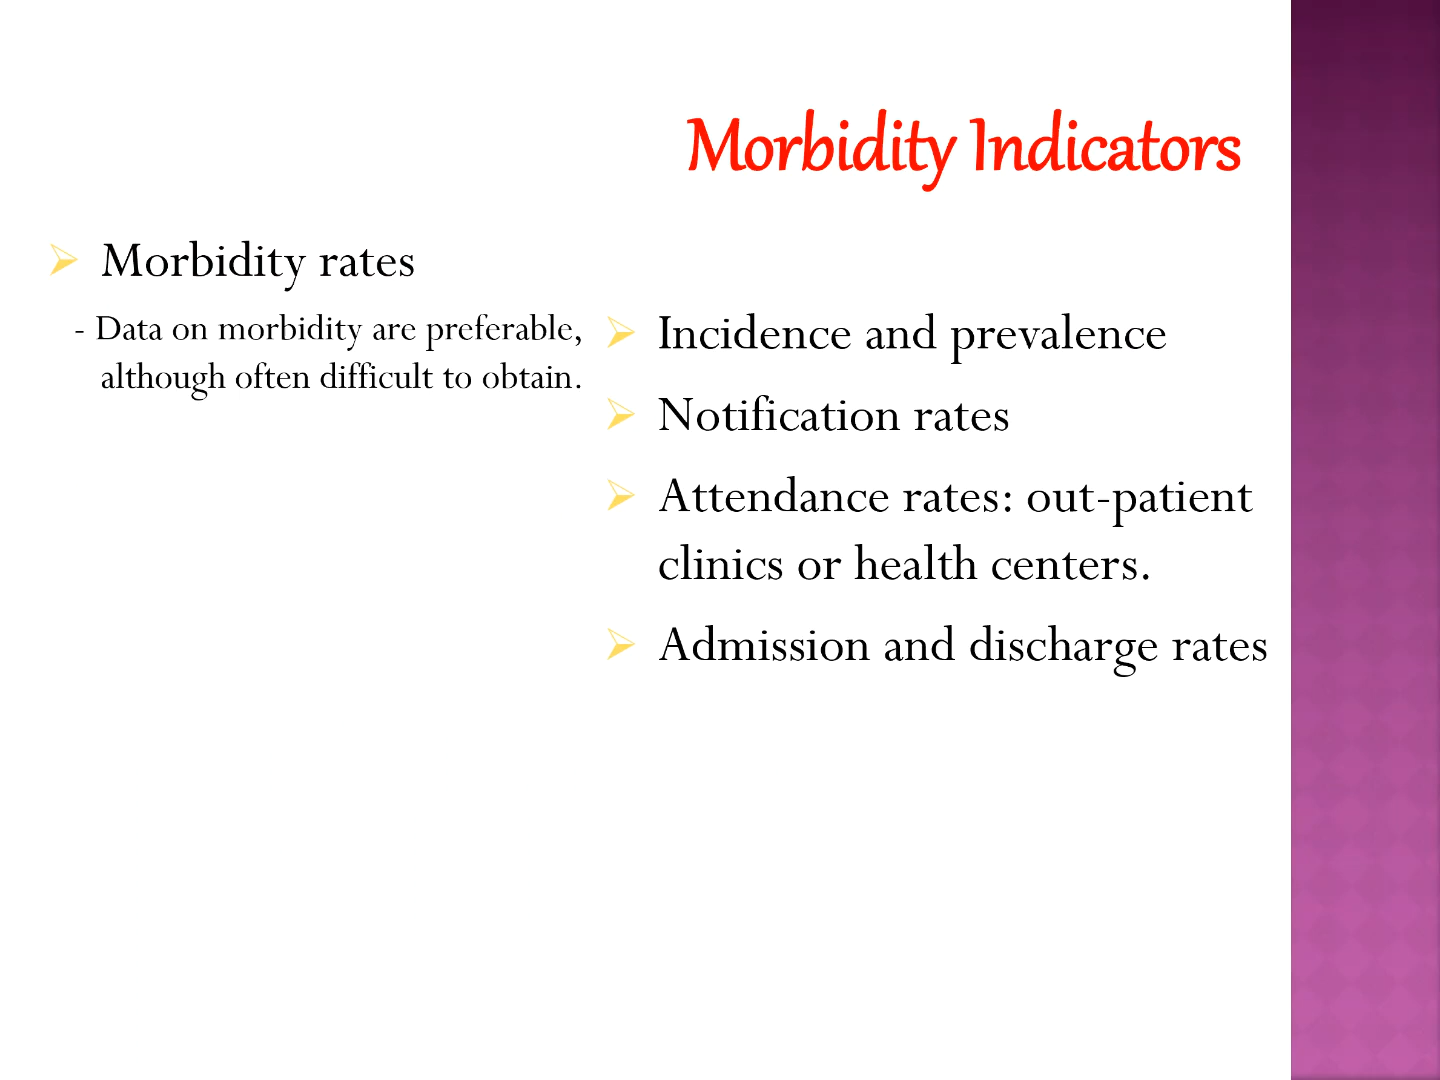 Morbidity Indicators
➢ Morbidity rates
- Data on morbidity are preferable,
although often difficult to obtain.
➢ Incidence and prevalence
➢ Notification rates
➢ Attendance rates: out-patient
clinics or health centers.
➢ Admission and discharge rates